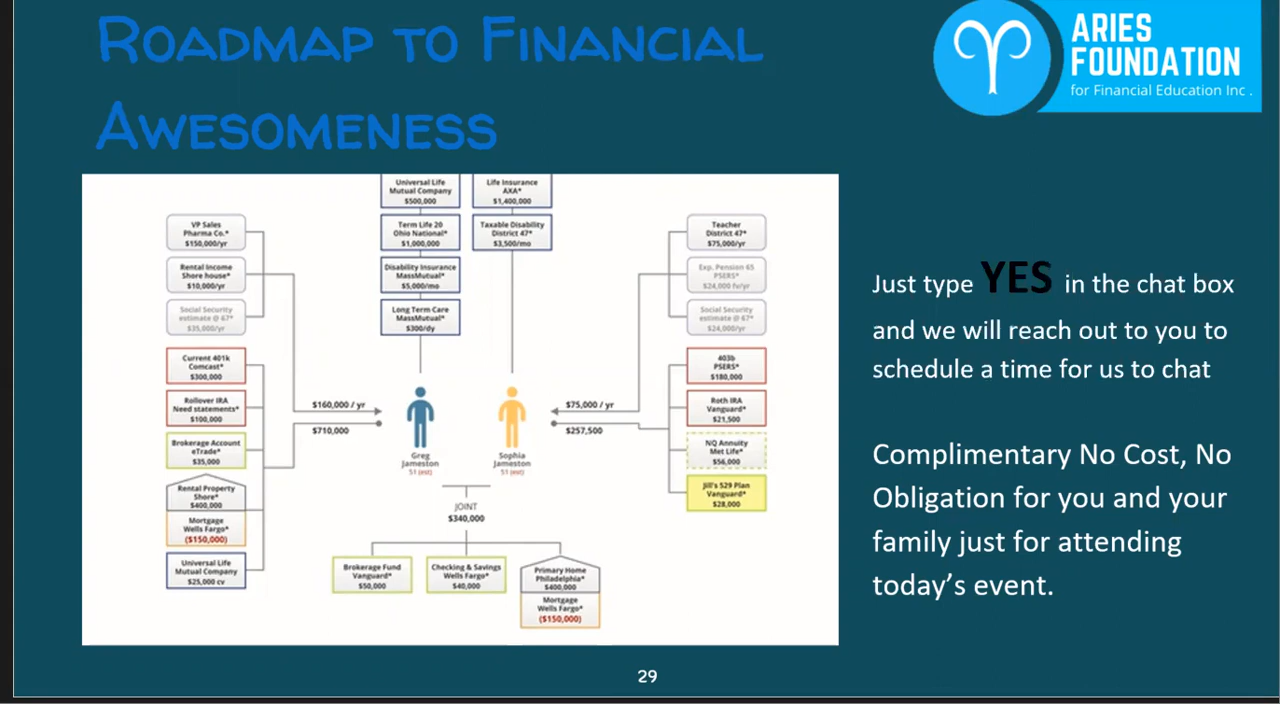 ROADMAP TO FINANCIAL
AWESOMENESS
ARIES
FOUNDATION
for Financial Education Inc .
Universal Life
Mutual Company
$500,000
Life Insurance
AXA*
$1,400,000
VP Sales
Pharma Co.*
$150,000/yr
Term Life 20
Ohio National*
$1,000,000
Taxable Disability
District 47*
$3,500/mo
Teacher
District 47*
$75,000/yr
Rental Income
Shore house*
$10,000/yr
Disability Insurance
MassMutual*
$5,000/mo
Exp. Pension 65
PSERS*
$24,000 fv/yr
Social Security
estimate @ 67*
$35,000/yr
Long Term Care
MassMutual*
$300/dy
Social Security
estimate @ 67*
$24,000/yr
Current 401k
Comcast*
$300,000
403b
PSERS*
$180,000
Rollover IRA
Need statements*
$100,000
$160,000 / yr
$710,000
$75,000 / yr
$257,500
Roth IRA
Vanguard*
$21,500
Brokerage Account
eTrade*
$35,000
Greg
Jameston
51 (est)
Sophia
Jameston
51 (est)
NQ Annuity
Met Life*
$56,000
Rental Property
Shore*
$400,000
Mortgage
Wells Fargo*
($150,000)
Jill's 529 Plan
Vanguard*
$28,000
JOINT
$340,000
Universal Life
Mutual Company
$25,000 cv
Brokerage Fund
Vanguard*
$50,000
Checking & Savings
Wells Fargo*
$40,000
Primary Home
Philadelphia*
$400,000
Mortgage
Wells Fargo*
($150,000)
Just type YES in the chat box
and we will reach out to you to
schedule a time for us to chat
Complimentary No Cost, No
Obligation for you and your
family just for attending
today's event.
29